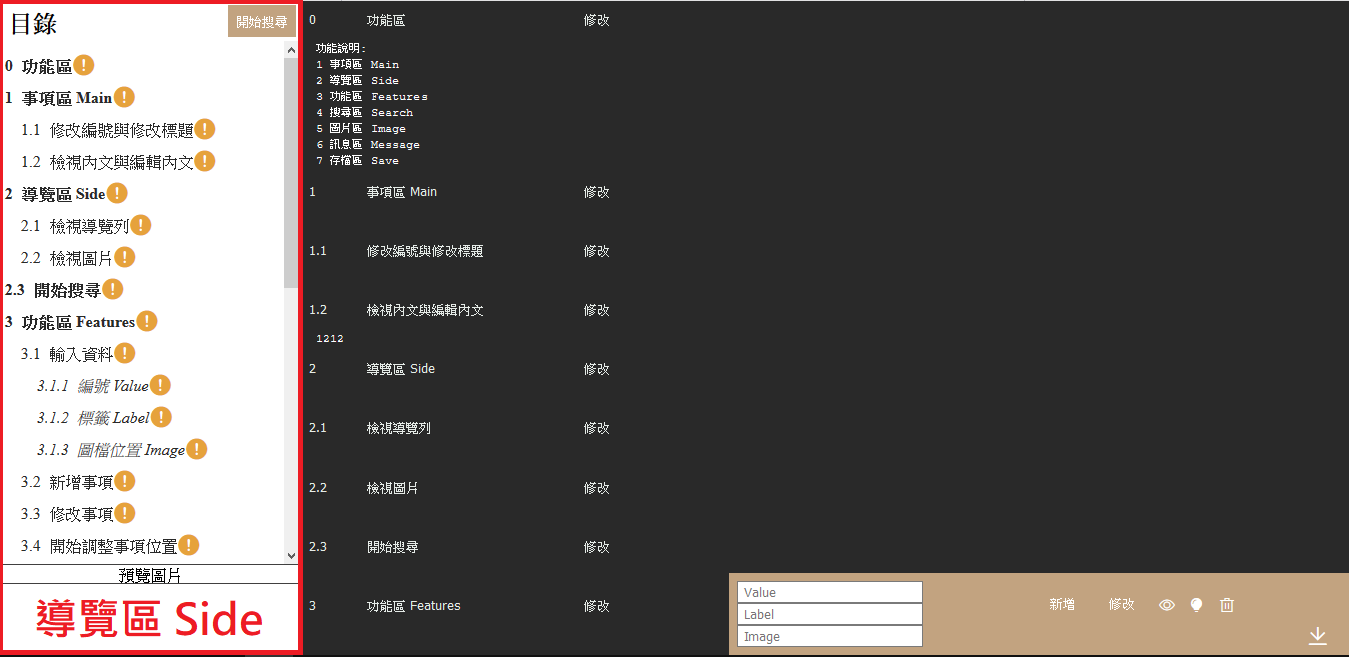 目錄
開始搜尋
0 功能區
1 事項區 Main
1.1 修改編號與修改標題
1.2 檢視內文與編輯內文
2 導覽區 Side
2.1 檢視導覽列
2.2 檢視圖片
2.3 開始搜尋
3 功能區 Features
3.1 輸入資料
3.1.1 編號 Value
3.1.2 標籤 Label
3.1.3 圖檔位置 Image
3.2 新增事項
3.3 修改事項
3.4 開始調整事項位置
預覽圖片
導覽區 Side
0 功能區 修改
功能說明:
1 事項區 Main
2 導覽區 Side
3 功能區 Features
4 搜尋區 Search
5 圖片區 Image
6 訊息區 Message
7 存檔區 Save
1 事項區 Main 修改
1.1 修改編號與修改標題 修改
1.2 檢視內文與編輯內文 修改
1212
2 導覽區 Side 修改
2.1 檢視導覽列 修改
2.2 檢視圖片 修改
2.3 開始搜尋 修改
3 功能區 Features 修改
Value
Label
Image
新增 修改